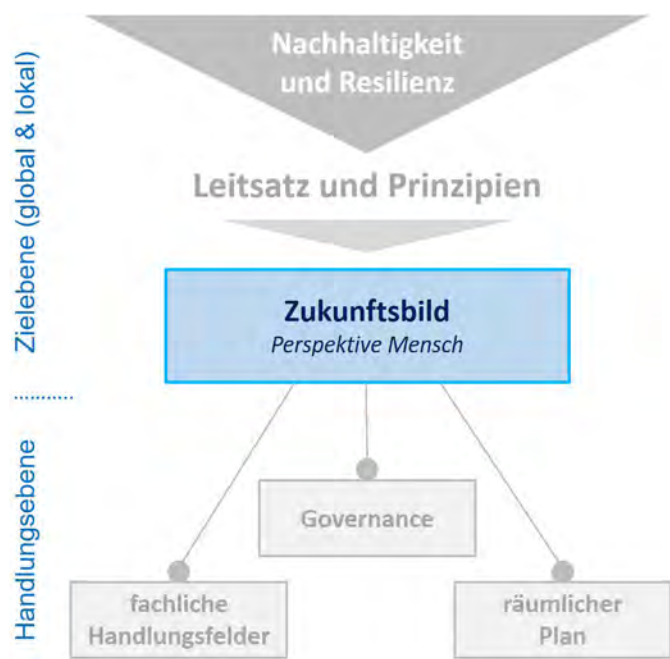 Zielebene (global & lokal)
Nachhaltigkeit
und Resilienz
Leitsatz und Prinzipien
Zukunftsbild
Perspektive Mensch
Handlungsebene
Governance
fachliche
Handlungsfelder
räumlicher
Plan